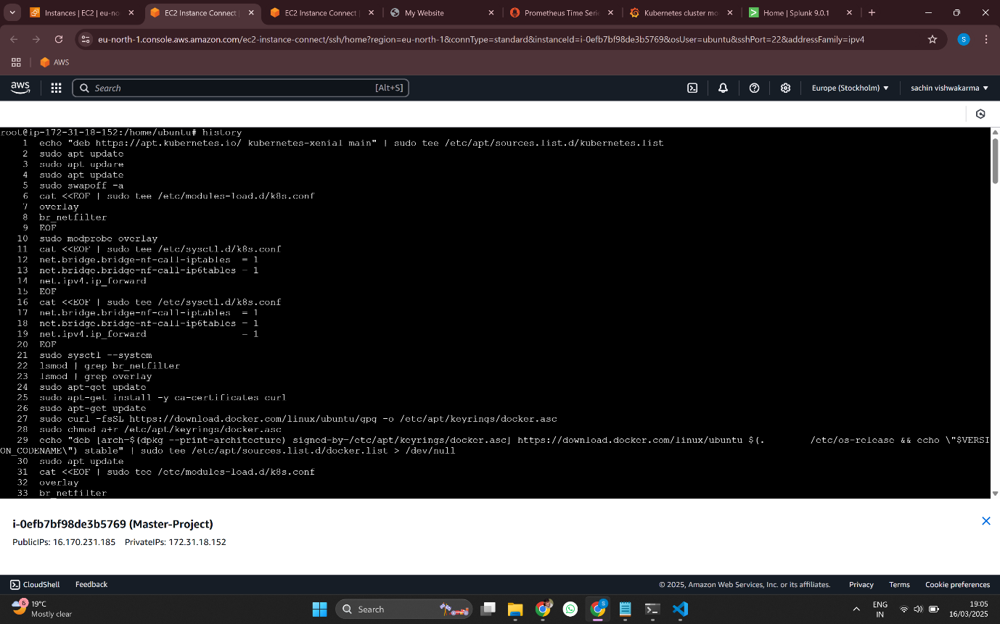 Instances | EC2 | eu-no
EC2 Instance Connect
EC2 Instance Connect
My Website
Prometheus Time Seri
Kubernetes cluster mo
Home | Splunk 9.0.1
eu-north-1.console.aws.amazon.com/ec2-instance-connect/ssh/home?region=eu-north-1&connType=standard&instanceId=i-0efb7bf98de3b5769&osUser=ubuntu&sshPort=22&addressFamily=ipv4
S
AWS
aws
Search
[Alt+S]
Europe (Stockholm)
sachin vishwakarma
root@ip-172-31-18-152:/home/ubuntu# history
1 echo "deb https://apt.kubernetes.io/ kubernetes-xenial main" | sudo tee /etc/apt/sources.list.d/kubernetes.list
2 sudo apt update
3 sudo apt updare
4 sudo apt update
5 sudo swapoff -a
6 cat <<EOF | sudo tee /etc/modules-load.d/k8s.conf
7 overlay
8 br_netfilter
9 EOF
10 sudo modprobe overlay
11 cat <<EOF | sudo tee /etc/sysctl.d/k8s.conf
12 net.bridge.bridge-nf-call-iptables = 1
13 net.bridge.bridge-nf-call-ip6tables = 1
14 net.ipv4.ip_forward
15 EOF
16 cat <<EOF | sudo tee /etc/sysctl.d/k8s.conf
17 net.bridge.bridge-nf-call-iptables = 1
18 net.bridge.bridge-nf-call-ip6tables = 1
19 net.ipv4.ip_forward = 1
20 EOF
21 sudo sysctl --system
22 lsmod | grep br_netfilter
23 lsmod | grep overlay
24 sudo apt-get update
25 sudo apt-get install -y ca-certificates curl
26 sudo apt-get update
27 sudo curl -fsSL https://download.docker.com/linux/ubuntu/gpg -o /etc/apt/keyrings/docker.asc
28 sudo chmod a+r /etc/apt/keyrings/docker.asc
29 echo "deb [arch=$(dpkg --print-architecture) signed-by=/etc/apt/keyrings/docker.asc] https://download.docker.com/linux/ubuntu $(. /etc/os-release && echo \"$VERSI
ON_CODENAME\") stable" | sudo tee /etc/apt/sources.list.d/docker.list > /dev/null
30 sudo apt update
31 cat <<EOF | sudo tee /etc/modules-load.d/k8s.conf
32 overlay
33 br_netfilter
i-0efb7bf98de3b5769 (Master-Project)
PublicIPs: 16.170.231.185 PrivateIPs: 172.31.18.152
CloudShell
Feedback
© 2025, Amazon Web Services, Inc. or its affiliates.
Privacy
Terms
Cookie preferences
6
19°C
Mostly clear
Search
S
ENG
IN
19:05
16/03/2025